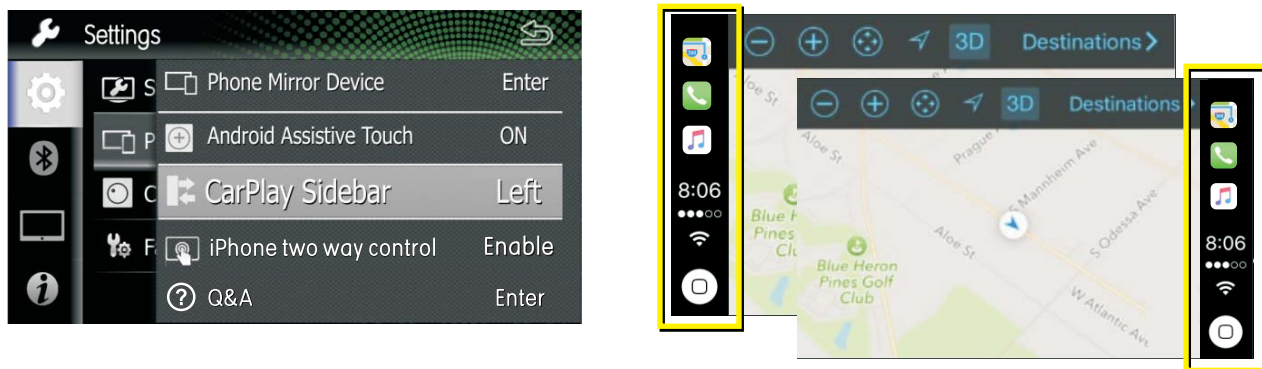 Settings
S
Phone Mirror Device Enter
P
Android Assistive Touch ON
C
CarPlay Sidebar Left
F
iPhone two way control Enable
Q&A Enter
8:06
3D Destinations
Aloe St
Blue H
Pines
Clu
3D Destinations
Aloe St
Prague Ave
S Mannheim Ave
S Odessa Ave
Aloe St
W Atlantic Ave
Blue Heron
Pines Golf
Club
8:06